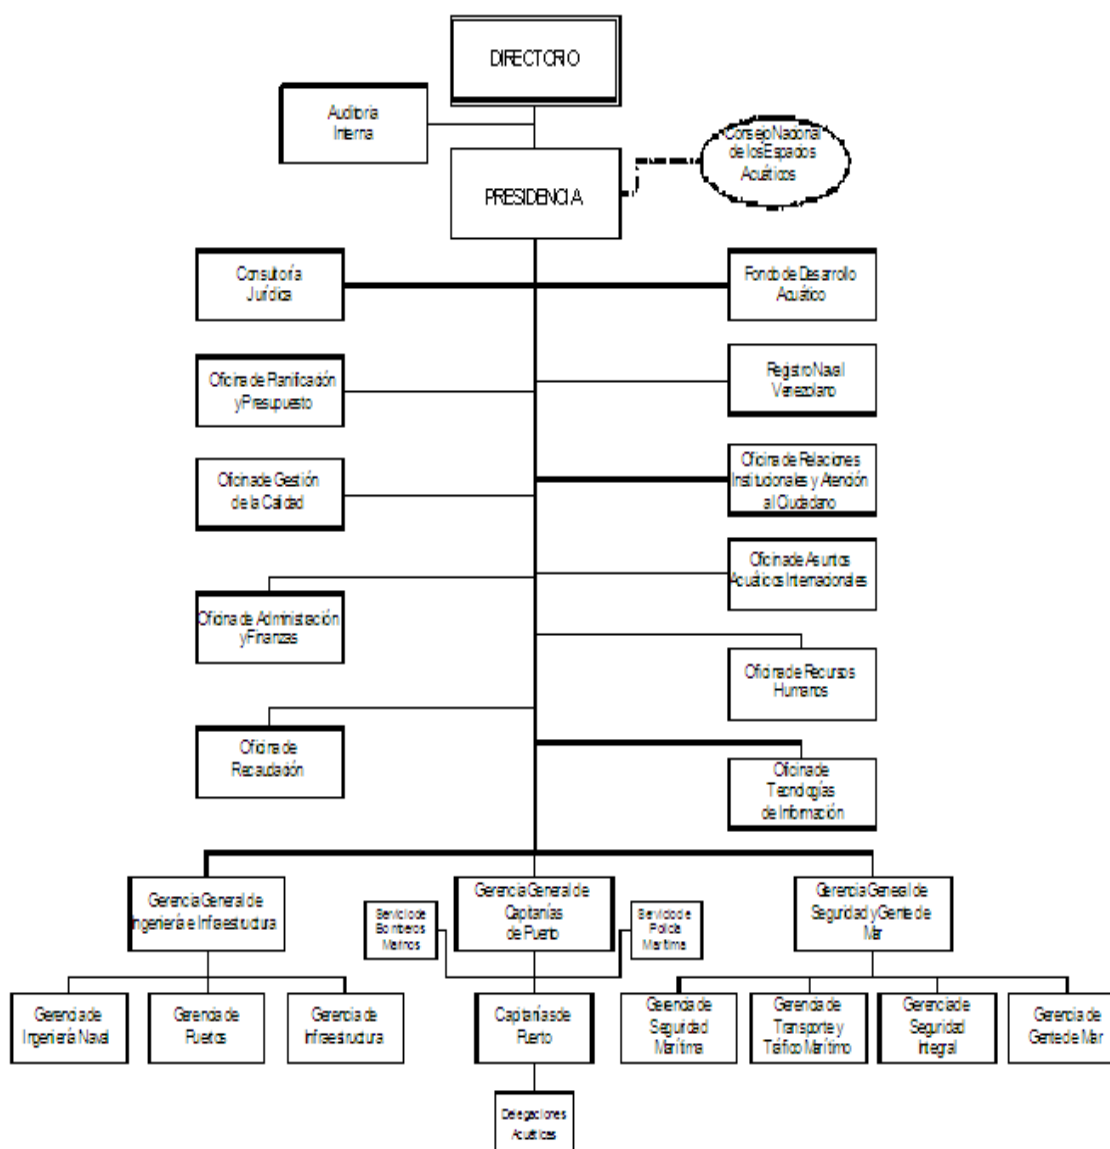 DIRECTORIO
Auditoría
Interna
Consejo Nacional
de los Espacios
Acuáticos
PRESIDENCIA
Consultoría
Jurídica
Fondo de Desarrollo
Acuático
Oficina de Planificación
y Presupuesto
Registro Naval
Venezolano
Oficina de Gestión
de la Calidad
Oficina de Relaciones
Institucionales y Atención
al Ciudadano
Oficina de Asuntos
Acuáticos Internacionales
Oficina de Administración
y Finanzas
Oficina de Recursos
Humanos
Oficina de
Recaudación
Oficina de
Tecnologías
de Información
Gerencia General de
Ingeniería e Infraestructura
Servicio de
Bomberos
Marinos
Gerencia General de
Capitanías
de Puerto
Servicio de
Policía
Marítima
Gerencia General de
Seguridad y Gente de
Mar
Gerencia de
Ingeniería Naval
Gerencia de
Puertos
Gerencia de
Infraestructura
Capitanías de
Puerto
Gerencia de
Seguridad
Marítima
Gerencia de
Transporte y
Tráfico Marítimo
Gerencia de
Seguridad
Integral
Gerencia de
Gente de Mar
Delegaciones
Acuáticas